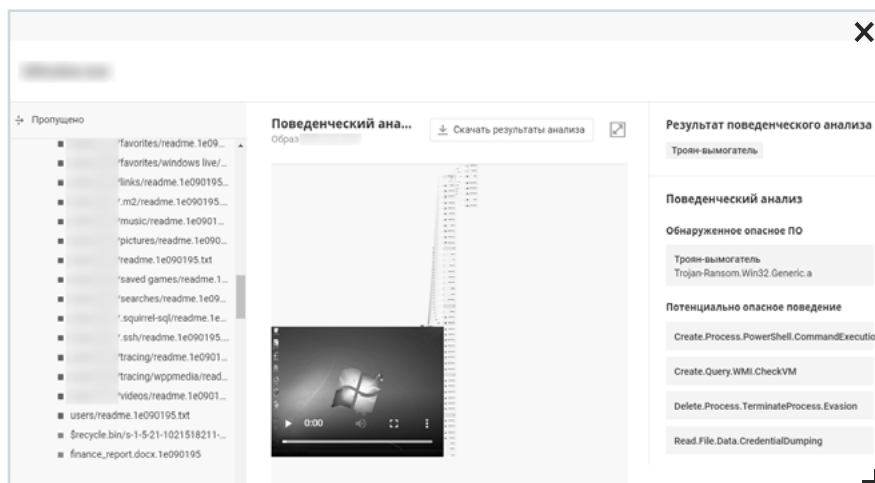 Пропущено
/favorites/readme.1e09...
/favorites/windows live/...
/links/readme.1e090195...
/.m2/readme.1e090195....
/music/readme.1e0901...
/pictures/readme.1e090...
/readme.1e090195.txt
/saved games/readme.1...
/searches/readme.1e09...
/.squirrel-sql/readme.1e...
/.ssh/readme.1e090195....
/tracing/readme.1e0901...
/tracing/wppmedia/read...
/videos/readme.1e0901...
users/readme.1e090195.txt
$recycle.bin/s-1-5-21-1021518211-...
finance_report.docx.1e090195
Поведенческий ана...
Образ
Скачать результаты анализа
0:00
Результат поведенческого анализа
Троян-вымогатель
Поведенческий анализ
Обнаруженное опасное ПО
Троян-вымогатель
Trojan-Ransom.Win32.Generic.a
Потенциально опасное поведение
Create.Process.PowerShell.CommandExecutio
Create.Query.WMI.CheckVM
Delete.Process.TerminateProcess.Evasion
Read.File.Data.CredentialDumping